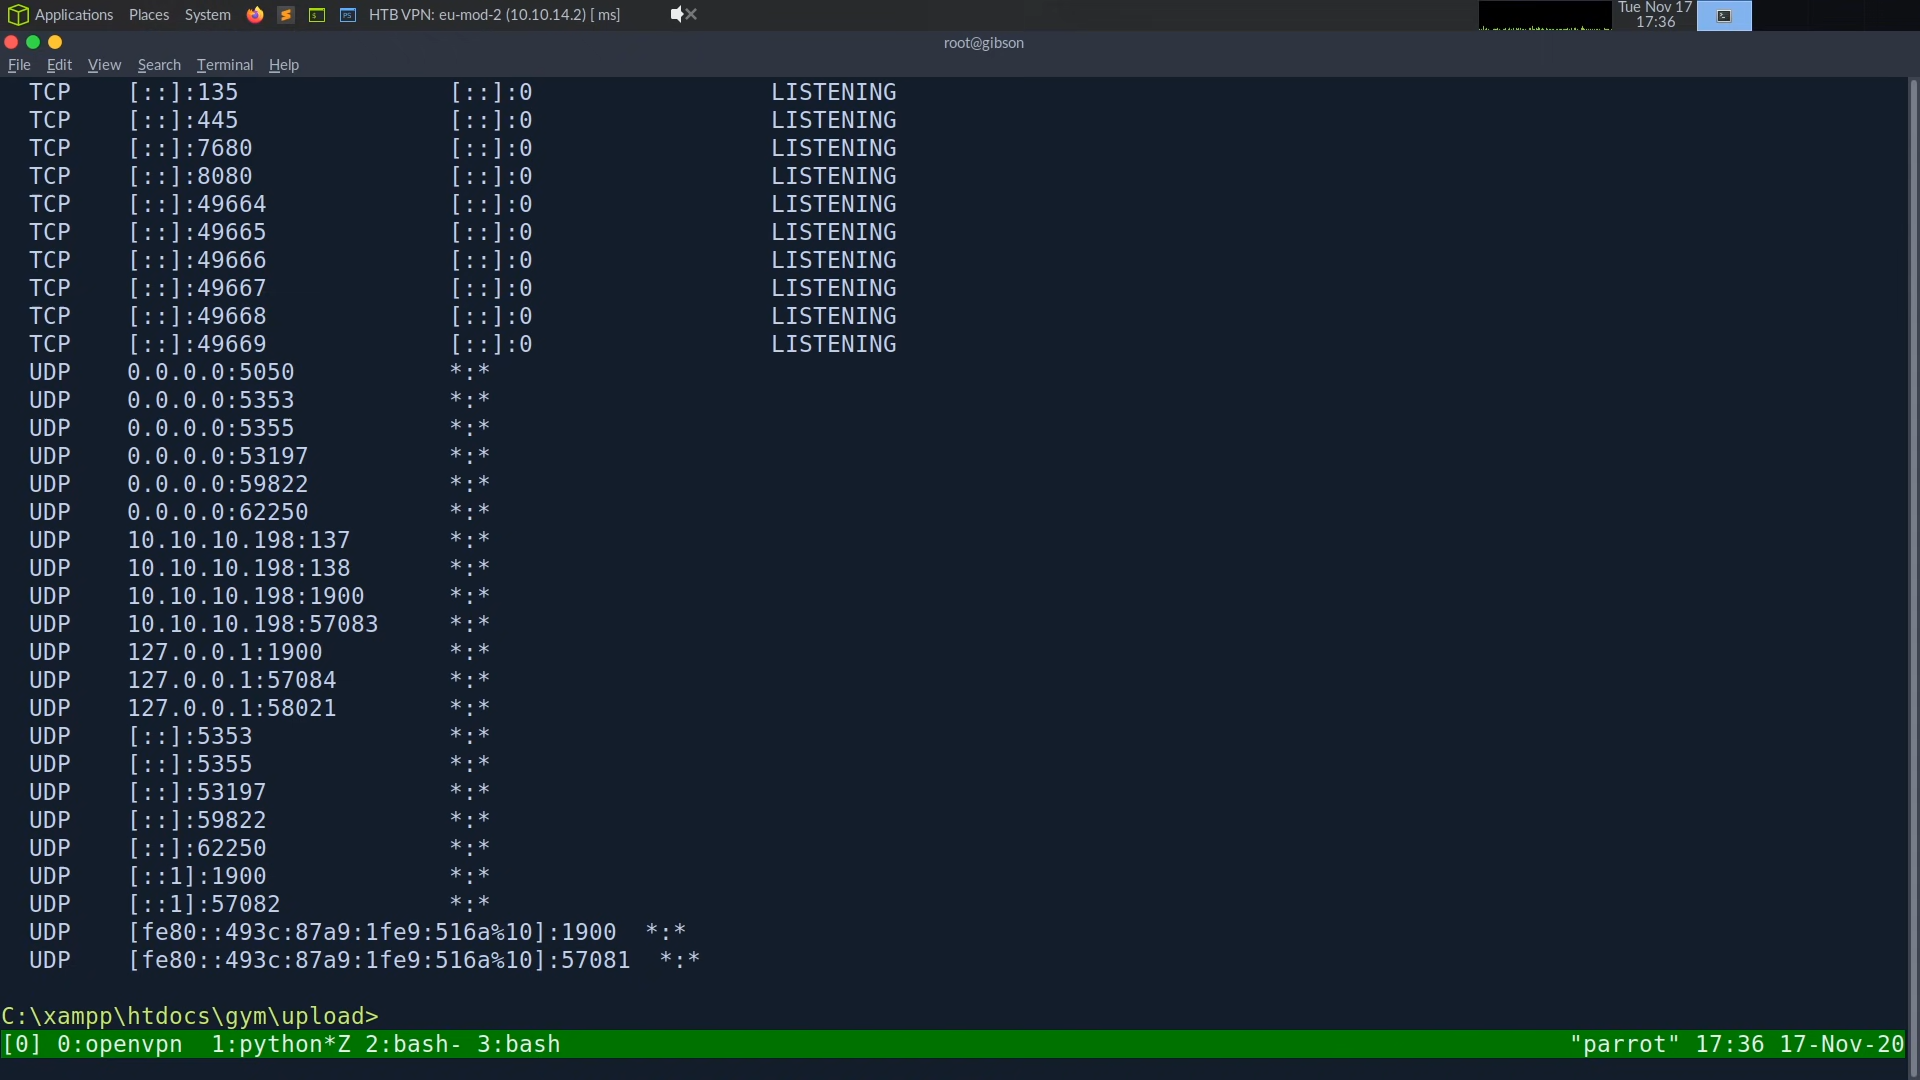 Applications Places System HTB VPN: eu-mod-2 (10.10.14.2) [ ms] Tue Nov 17
17:36
root@gibson
File Edit View Search Terminal Help
TCP [::]:135 [::]:0 LISTENING
TCP [::]:445 [::]:0 LISTENING
TCP [::]:7680 [::]:0 LISTENING
TCP [::]:8080 [::]:0 LISTENING
TCP [::]:49664 [::]:0 LISTENING
TCP [::]:49665 [::]:0 LISTENING
TCP [::]:49666 [::]:0 LISTENING
TCP [::]:49667 [::]:0 LISTENING
TCP [::]:49668 [::]:0 LISTENING
TCP [::]:49669 [::]:0 LISTENING
UDP 0.0.0.0:5050 *:*
UDP 0.0.0.0:5353 *:*
UDP 0.0.0.0:5355 *:*
UDP 0.0.0.0:53197 *:*
UDP 0.0.0.0:59822 *:*
UDP 0.0.0.0:62250 *:*
UDP 10.10.10.198:137 *:*
UDP 10.10.10.198:138 *:*
UDP 10.10.10.198:1900 *:*
UDP 10.10.10.198:57083 *:*
UDP 127.0.0.1:1900 *:*
UDP 127.0.0.1:57084 *:*
UDP 127.0.0.1:58021 *:*
UDP [::]:5353 *:*
UDP [::]:5355 *:*
UDP [::]:53197 *:*
UDP [::]:59822 *:*
UDP [::]:62250 *:*
UDP [::1]:1900 *:*
UDP [::1]:57082 *:*
UDP [fe80::493c:87a9:1fe9:516a%10]:1900 *:*
UDP [fe80::493c:87a9:1fe9:516a%10]:57081 *:*
C:\xampp\htdocs\gym\upload>
[0] 0:openvpn 1:python*Z 2:bash- 3:bash "parrot" 17:36 17-Nov-20